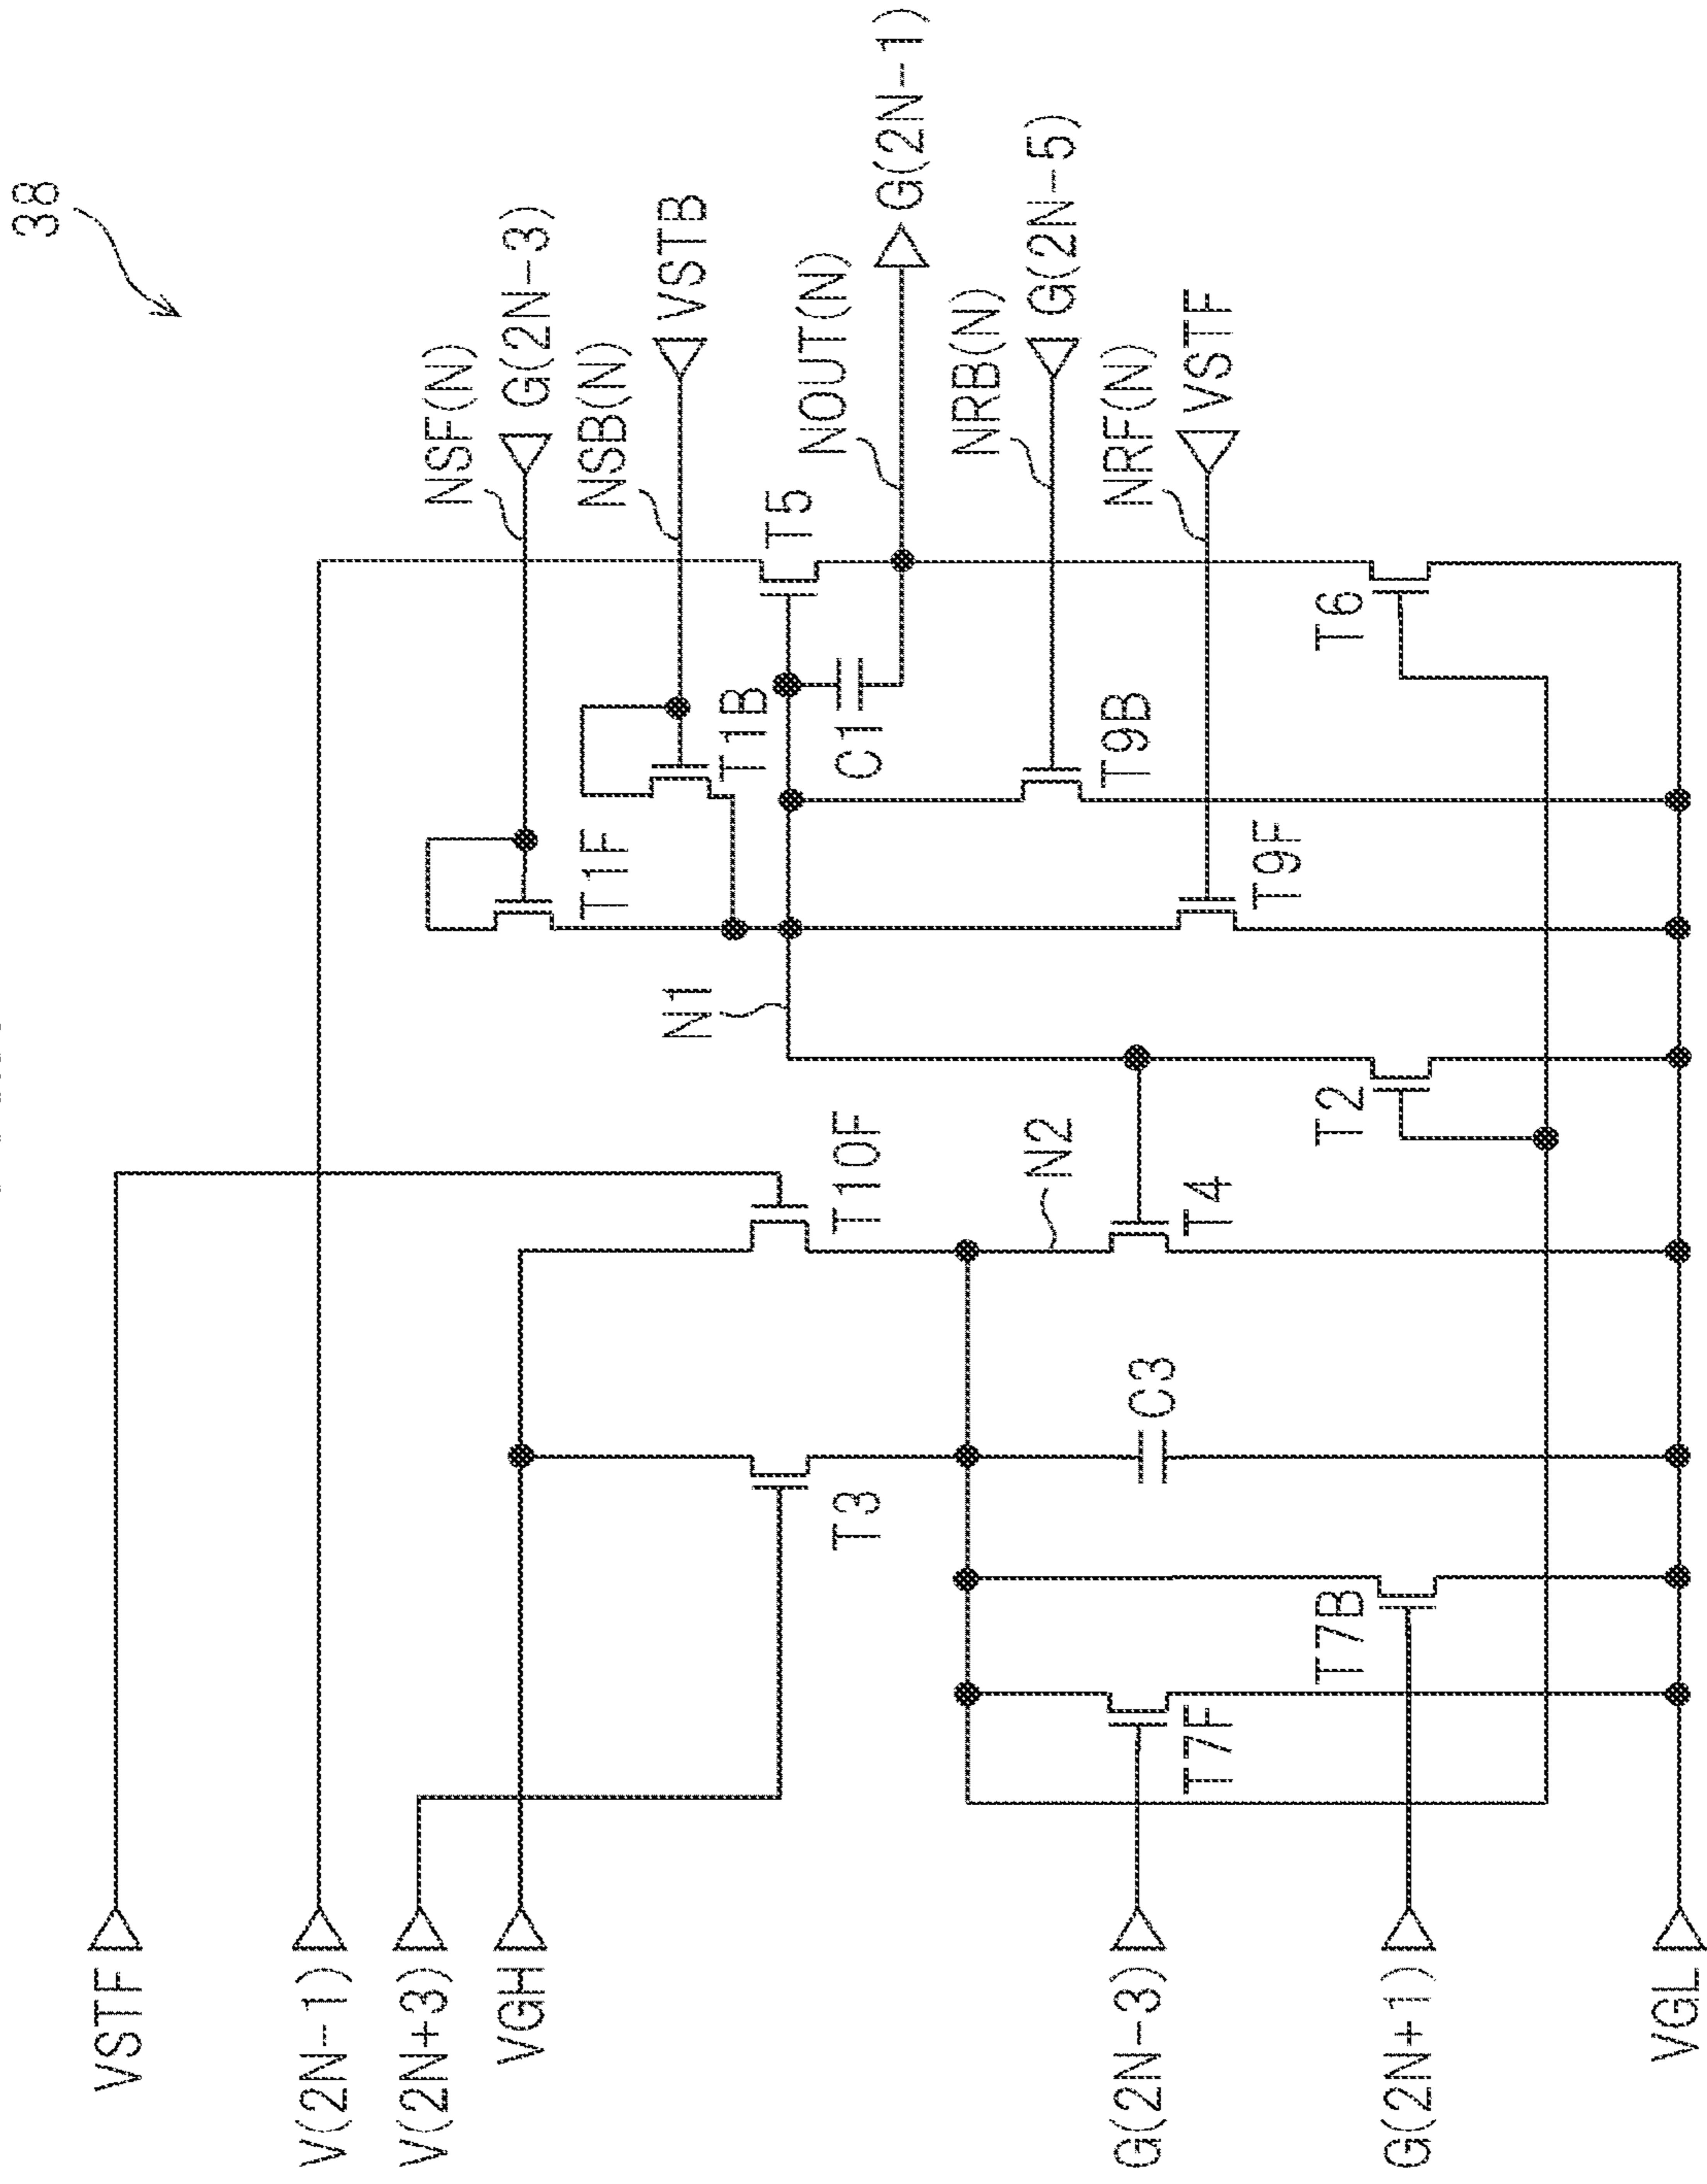 38
VSTF
V(2N-1)
V(2N+3)
VGH
G(2N-3)
G(2N+1)
VGL
T7F
T7B
T3
C3
T10F
N2
T4
T2
N1
T1F
T1B
C1
T9F
T9B
T5
T6
NSF(N)
G(2N-3)
NSB(N)
VSTB
NOUT(N)
G(2N-1)
NRB(N)
G(2N-5)
NRF(N)
VSTF